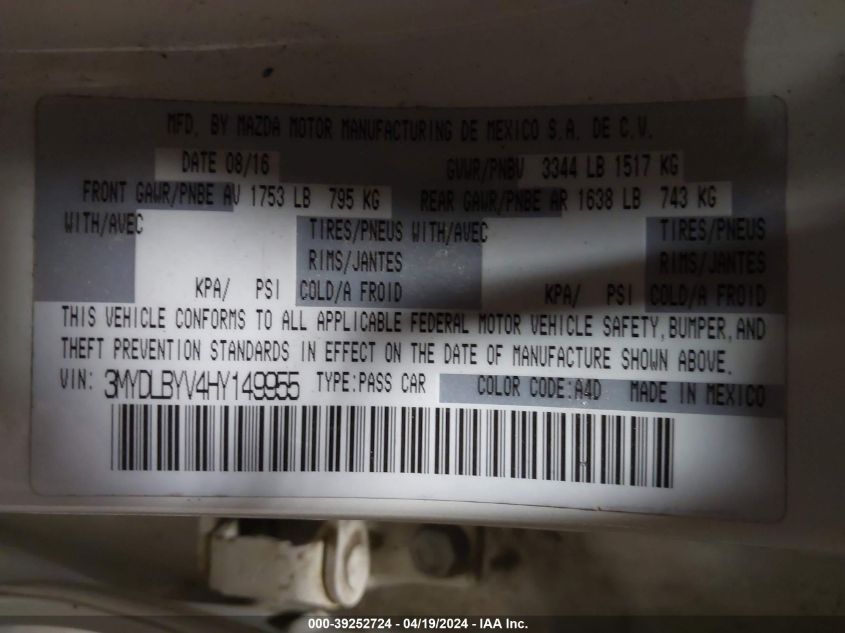 MFD. BY MAZDA MOTOR MANUFACTURING DE MEXICO S.A. DE C.V.
DATE 08/16 GVWR/PNBV 3344 LB 1517 KG
FRONT GAWR/PNBE AV 1753 LB 795 KG REAR GAWR/PNBE AR 1638 LB 743 KG
WITH/AVEC TIRES/PNEUS WITH/AVEC TIRES/PNEUS
RIMS/JANTES RIMS/JANTES
KPA/ PSI COLD/A FROID KPA/ PSI COLD/A FROID
THIS VEHICLE CONFORMS TO ALL APPLICABLE FEDERAL MOTOR VEHICLE SAFETY, BUMPER, AND
THEFT PREVENTION STANDARDS IN EFFECT ON THE DATE OF MANUFACTURE SHOWN ABOVE.
VIN: 3MYDLBYV4HY149955 TYPE:PASS CAR COLOR CODE:A4D MADE IN MEXICO
000-39252724 - 04/19/2024 - IAA Inc.